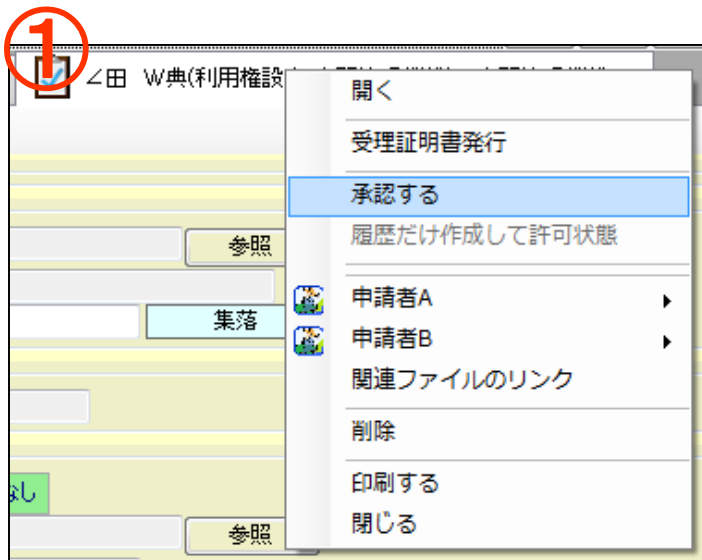 ①
∠田 W典(利用権設
開く
受理証明書発行
承認する
履歴だけ作成して許可状態
参照
申請者A
集落
申請者B
関連ファイルのリンク
削除
なし
印刷する
参照
閉じる